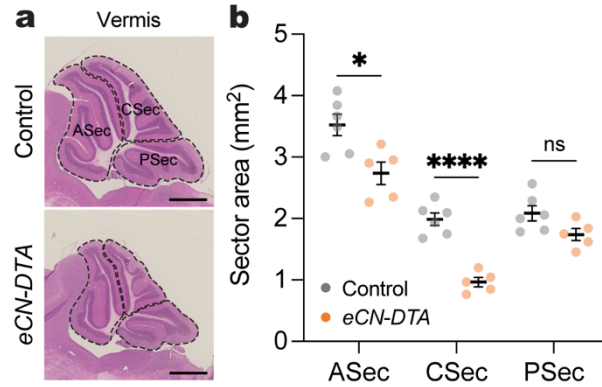 a
Vermis
Control
ASec
CSec
PSec
eCN-DTA
b
Sector area (mm²)
5
4
3
2
1
0
*
****
ns
Control
eCN-DTA
ASec CSec PSec